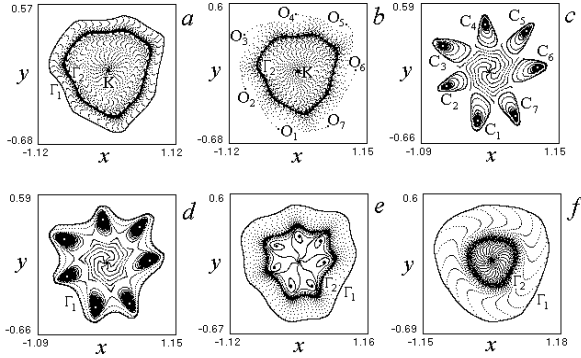 0.57
a
y
Γ₁
Γ₂
K
-0.68
-1.12
x
1.12
0.6
b
y
O₄
O₅
O₃
Γ₂
K
O₆
O₂
O₁
O₇
-0.68
-1.12
x
1.15
0.6
c
y
C₄
C₅
C₃
C₆
C₂
C₇
C₁
-0.66
-1.09
x
1.15
0.59
d
y
Γ₁
-0.66
-1.12
x
1.15
0.6
e
y
Γ₂
Γ₁
-0.67
-1.12
x
1.16
0.63
f
y
Γ₂
Γ₁
-0.69
-1.15
x
1.18